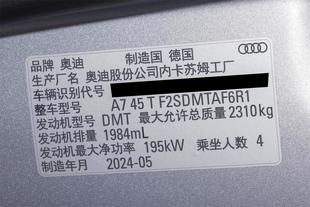 品牌 奥迪 制造国 德国
生产厂名 奥迪股份公司内卡苏姆工厂
车辆识别代号
整车型号 A7 45 T F2SDMTAF6R1
发动机型号 DMT 最大允许总质量 2310kg
发动机排量 1984mL
发动机最大净功率 195kW 乘坐人数 4
制造年月 2024-05